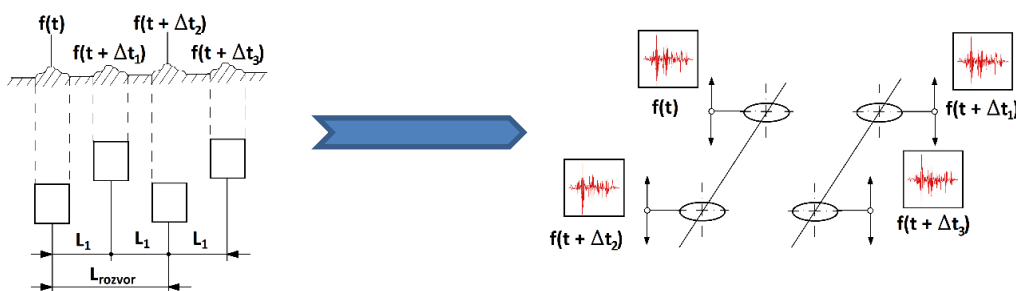 f(t)
f(t + Δt₂)
f(t + Δt₁)
f(t + Δt₃)
L₁
L₁
L₁
Lrozvor
f(t)
f(t + Δt₁)
f(t + Δt₂)
f(t + Δt₃)